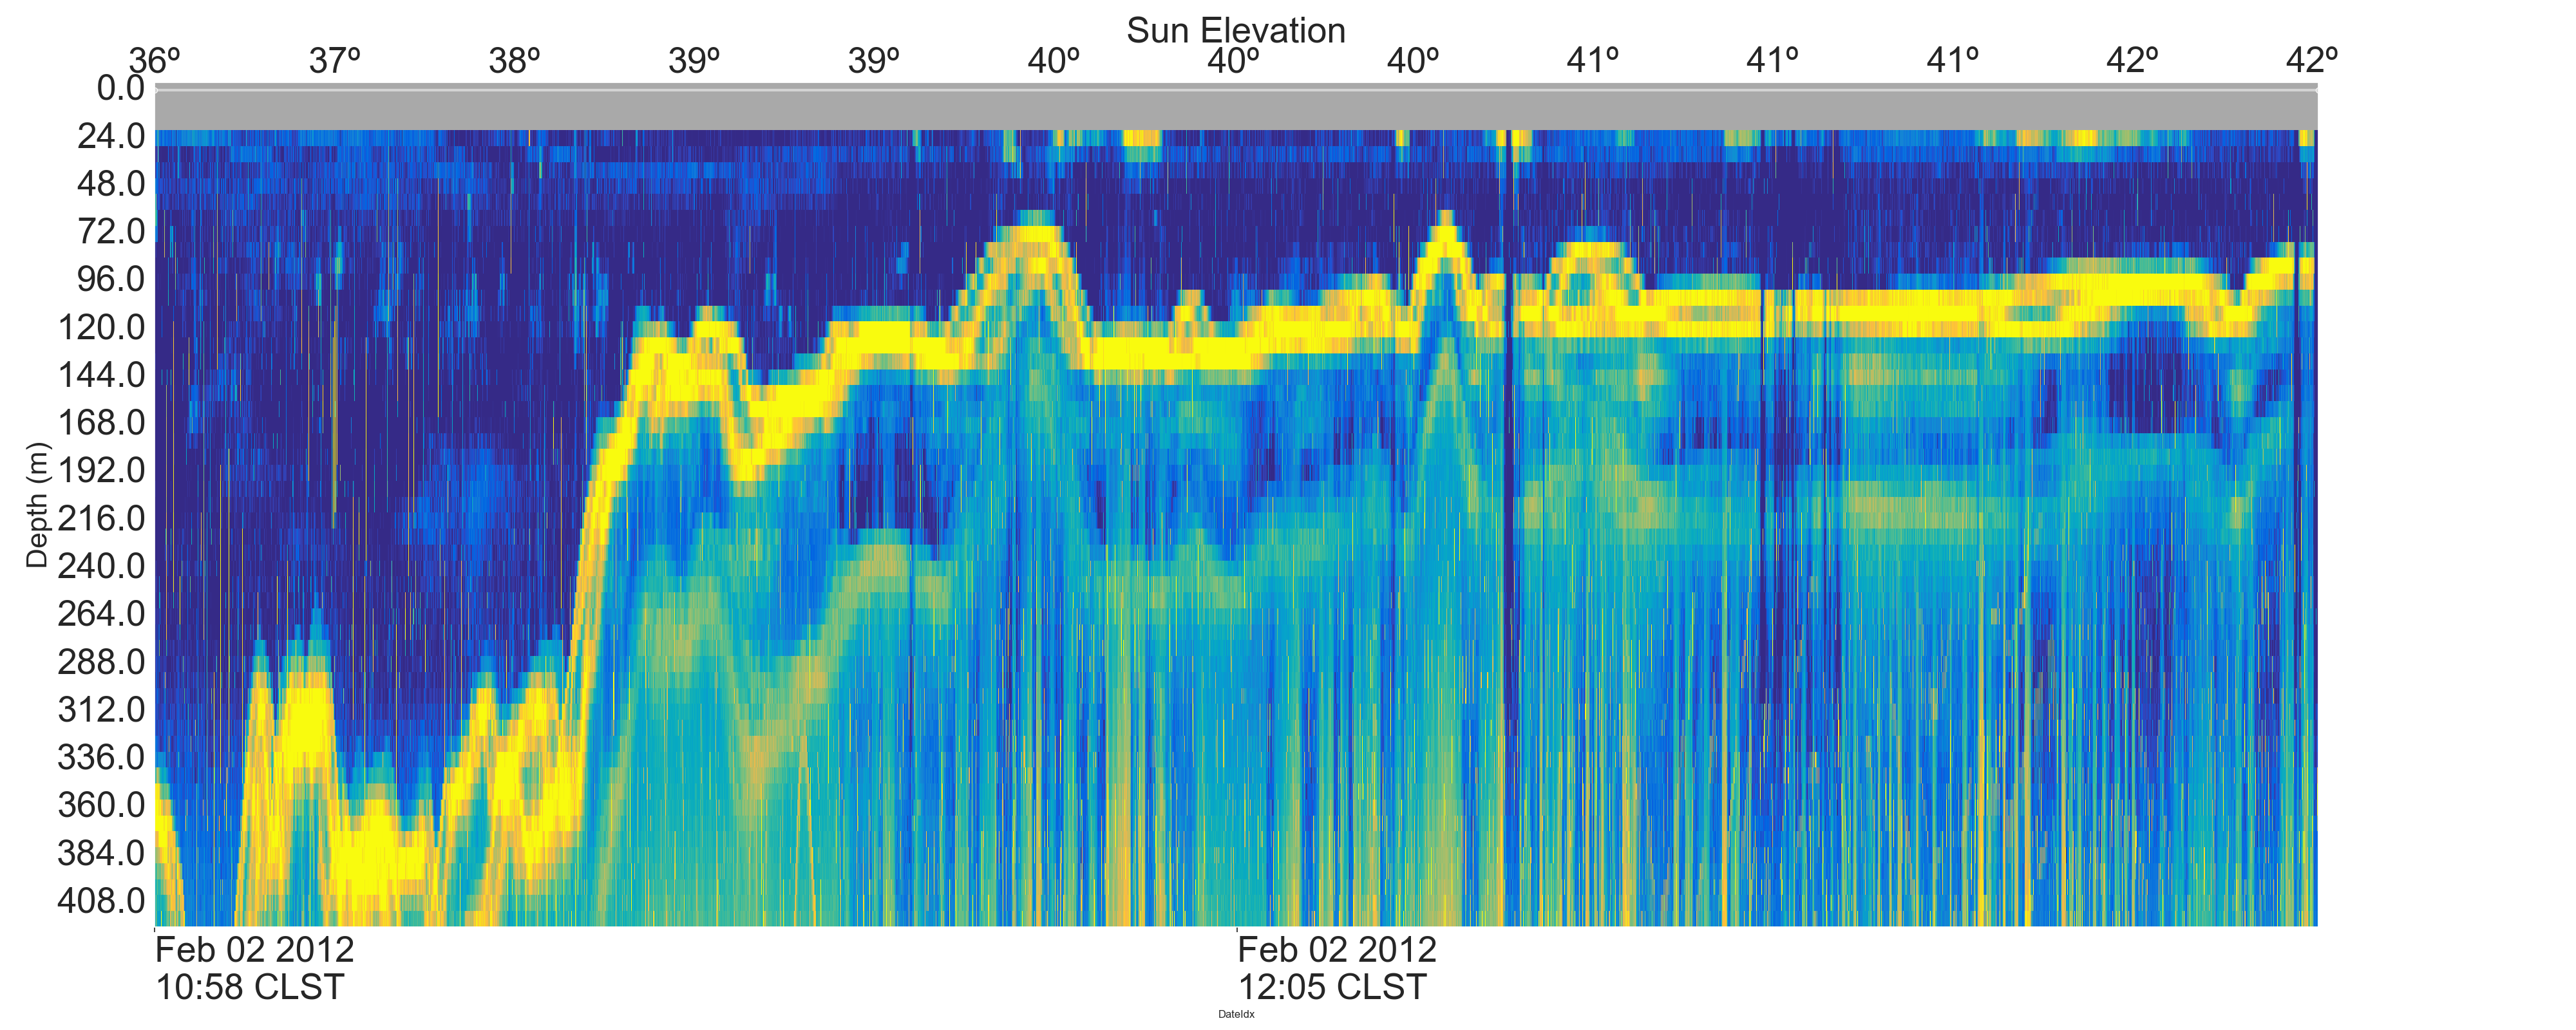 Sun Elevation
36º 37º 38º 39º 39º 40º 40º 40º 41º 41º 41º 42º 42º
0.0
24.0
48.0
72.0
96.0
120.0
144.0
168.0
192.0
216.0
240.0
264.0
288.0
312.0
336.0
360.0
384.0
408.0
Depth (m)
Feb 02 2012
10:58 CLST
Feb 02 2012
12:05 CLST
DateIdx